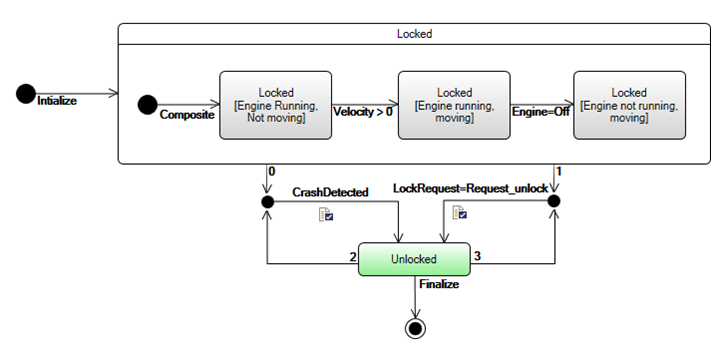 Locked
Intialize
Composite
Locked
[Engine Running,
Not moving]
Velocity > 0
Locked
[Engine running,
moving]
Engine=Off
Locked
[Engine not running,
moving]
0
1
CrashDetected
LockRequest=Request_unlock
2
Unlocked
3
Finalize